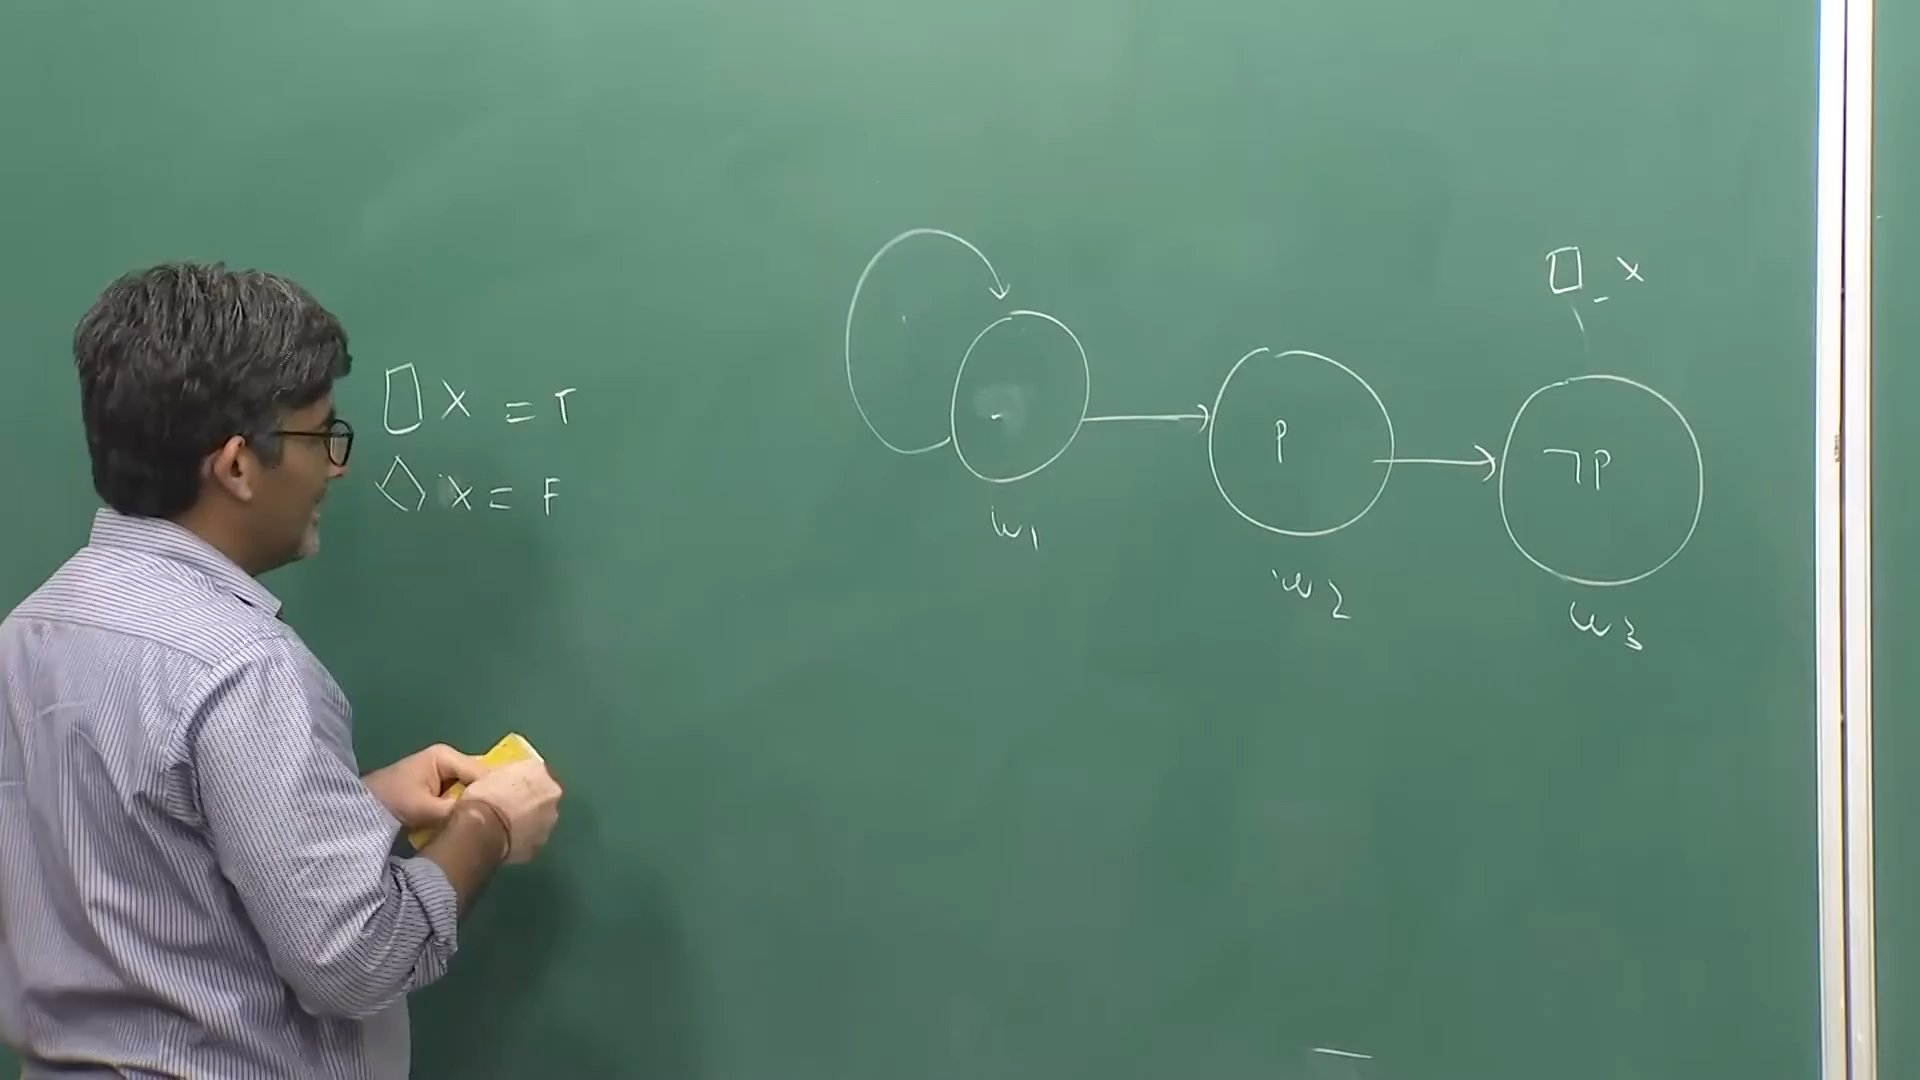 □ X = T
◇ X = F
□ X
P
¬P
w1
w2
w3